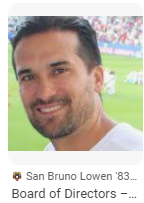 San Bruno Lowen '83...
Board of Directors –...